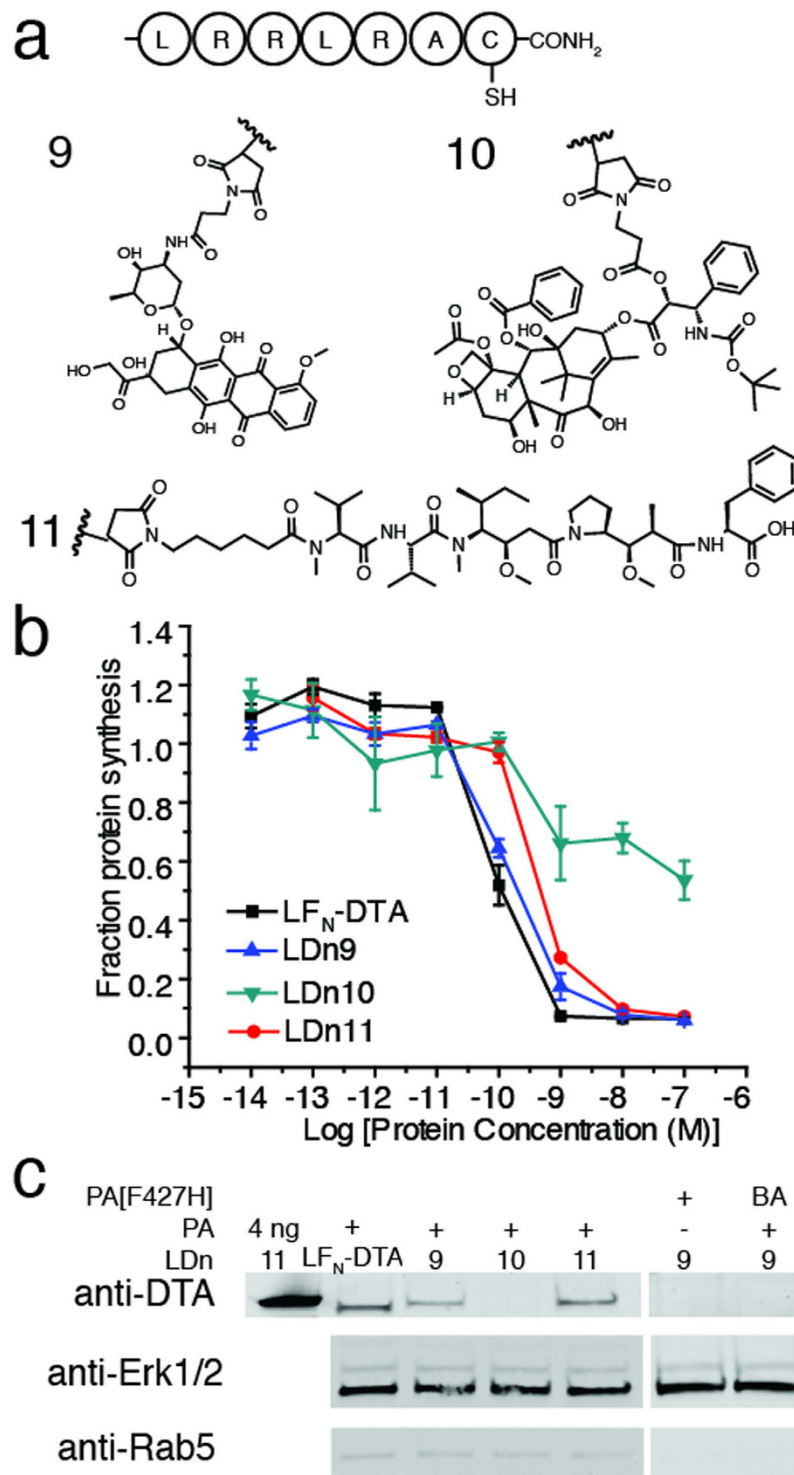 a
L R R L R A C CONH₂
SH
9
10
11
b
Fraction protein synthesis
1.4
1.2
1.0
0.8
0.6
0.4
0.2
0.0
LF_N-DTA
LDn9
LDn10
LDn11
-15 -14 -13 -12 -11 -10 -9 -8 -7 -6
Log [Protein Concentration (M)]
c
PA[F427H] + BA
PA 4 ng + + + + - +
LDn 11 LF_N-DTA 9 10 11 9 9
anti-DTA
anti-Erk1/2
anti-Rab5